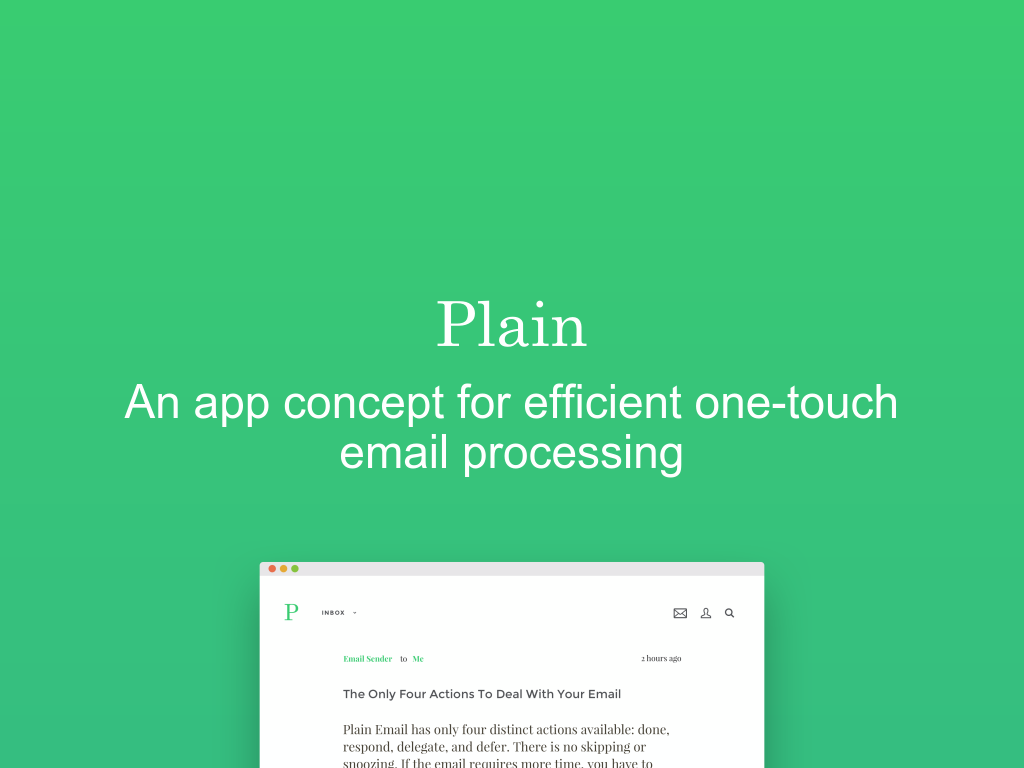 Plain
An app concept for efficient one-touch
email processing
P
INBOX
Email Sender to Me
2 hours ago
The Only Four Actions To Deal With Your Email
Plain Email has only four distinct actions available: done,
respond, delegate, and defer. There is no skipping or
snoozing. If the email requires more time, you have to